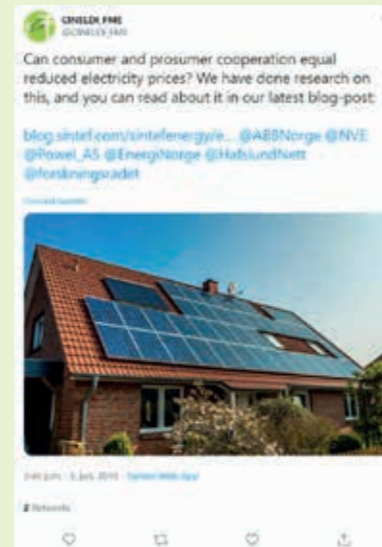 CINELDI_FME
@CINELDI_FME
Can consumer and prosumer cooperation equal
reduced electricity prices? We have done research on
this, and you can read about it in our latest blog-post:
blog.sintef.com/sintefenergy/e... @ABBNorge @NVE
@Powel_AS @EnergiNorge @HafslundNett
@forskningsradet
2 Retweets